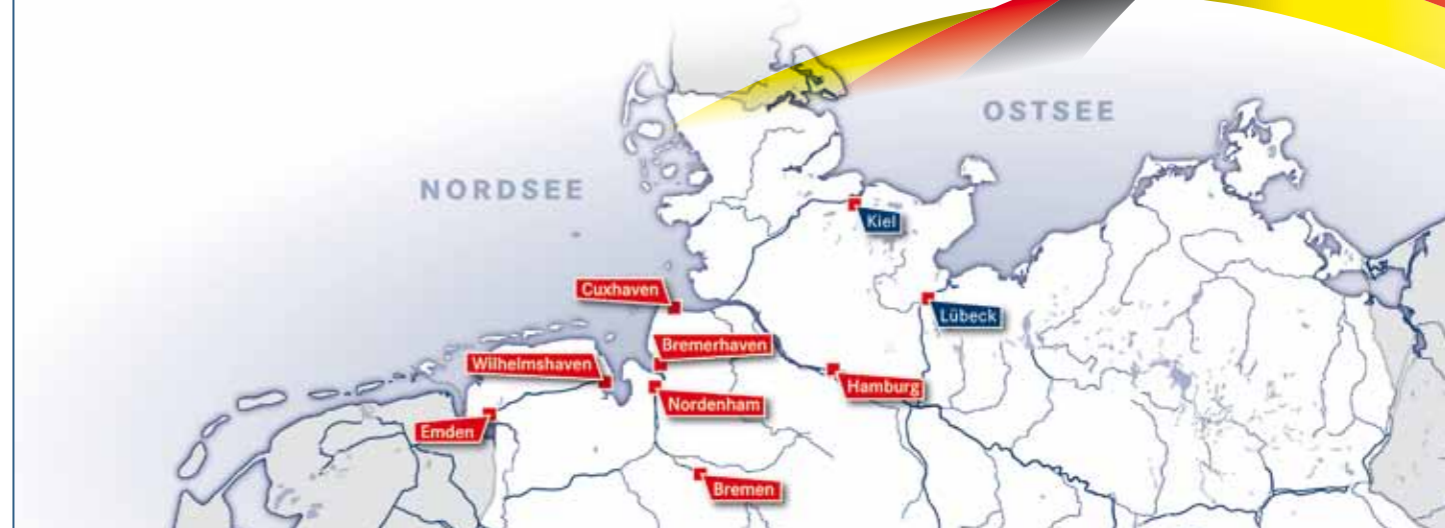 OSTSEE
NORDSEE
Kiel
Cuxhaven
Lübeck
Bremerhaven
Wilhelmshaven
Hamburg
Nordenham
Emden
Bremen